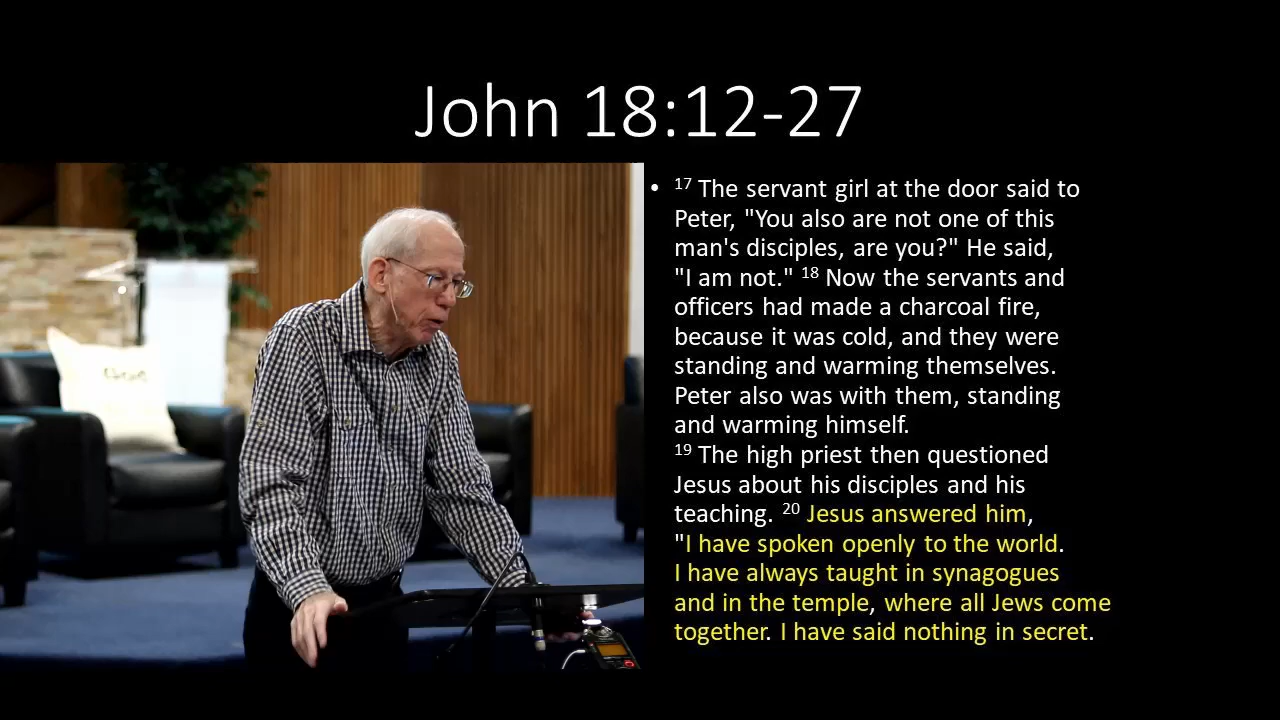 John 18:12-27
• 17 The servant girl at the door said to
Peter, "You also are not one of this
man's disciples, are you?" He said,
"I am not." 18 Now the servants and
officers had made a charcoal fire,
because it was cold, and they were
standing and warming themselves.
Peter also was with them, standing
and warming himself.
19 The high priest then questioned
Jesus about his disciples and his
teaching. 20 Jesus answered him,
"I have spoken openly to the world.
I have always taught in synagogues
and in the temple, where all Jews come
together. I have said nothing in secret.